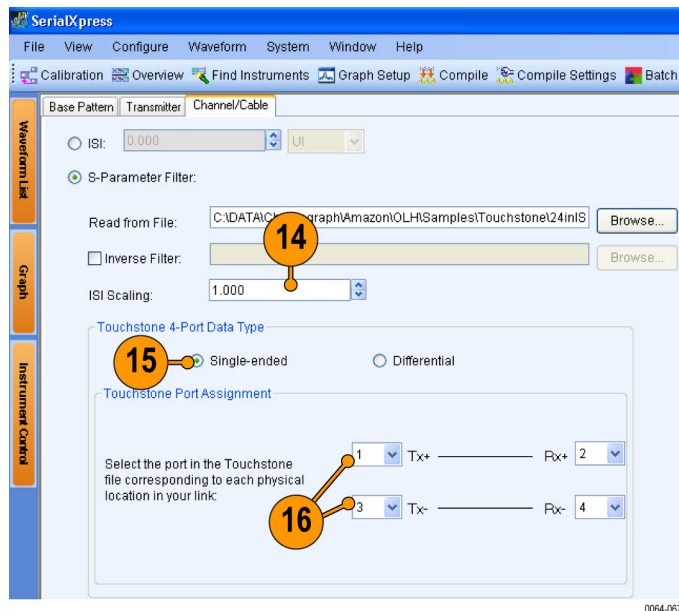 SerialXpress
File View Configure Waveform System Window Help
Calibration Overview Find Instruments Graph Setup Compile Compile Settings Batch
Base Pattern Transmitter Channel/Cable
Waveform List
Graph
Instrument Control
ISI: 0.000 UI
S-Parameter Filter:
Read from File: C:\DATA\ graph\Amazon\OLH\Samples\Touchstone\24inIS Browse...
14
Inverse Filter: Browse...
ISI Scaling: 1.000
Touchstone 4-Port Data Type
15 Single-ended Differential
Touchstone Port Assignment
1 Tx+ Rx+ 2
Select the port in the Touchstone
file corresponding to each physical
location in your link:
3 Tx- Rx- 4
16
0064-067